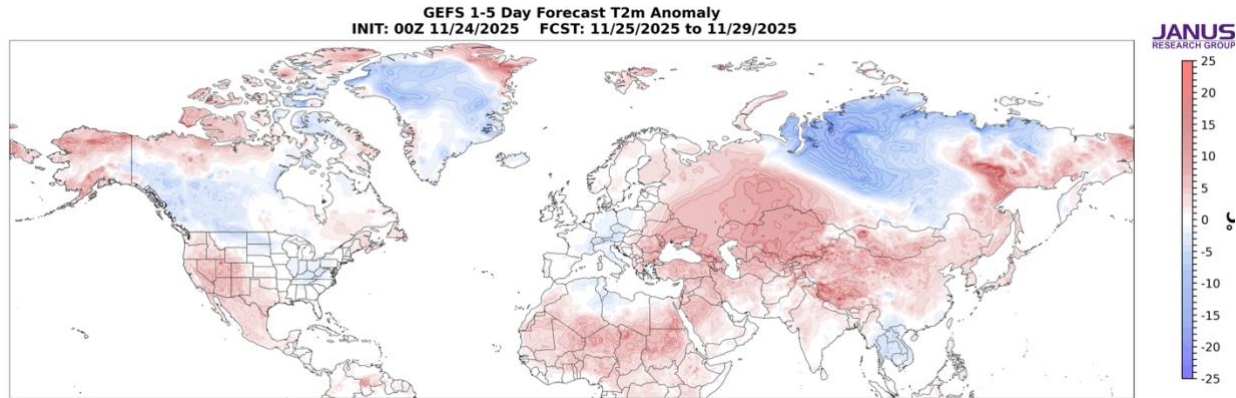 GEFS 1-5 Day Forecast T2m Anomaly
INIT: 00Z 11/24/2025 FCST: 11/25/2025 to 11/29/2025
JANUS
RESEARCH GROUP
25
20
15
10
5
0
-5
-10
-15
-20
-25
°C